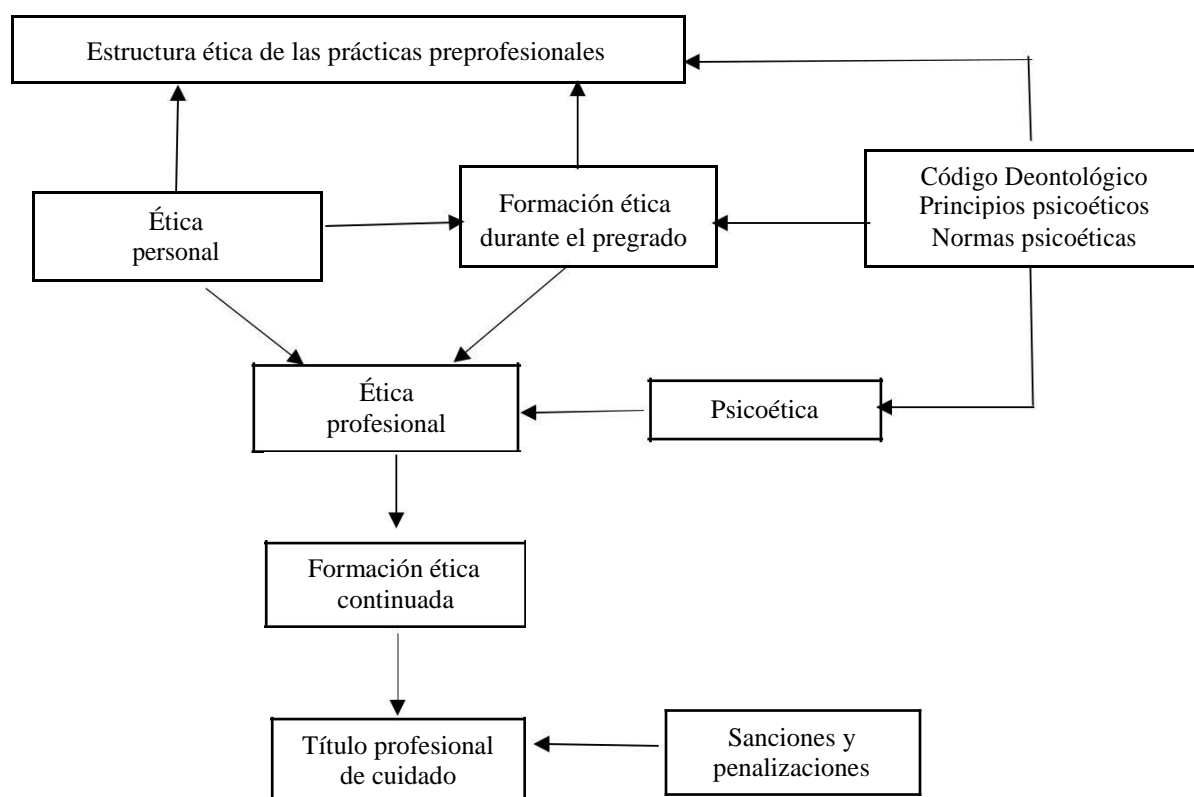 Estructura ética de las prácticas preprofesionales
Ética
personal
Formación ética
durante el pregrado
Código Deontológico
Principios psicoéticos
Normas psicoéticas
Ética
profesional
Psicoética
Formación ética
continuada
Título profesional
de cuidado
Sanciones y
penalizaciones